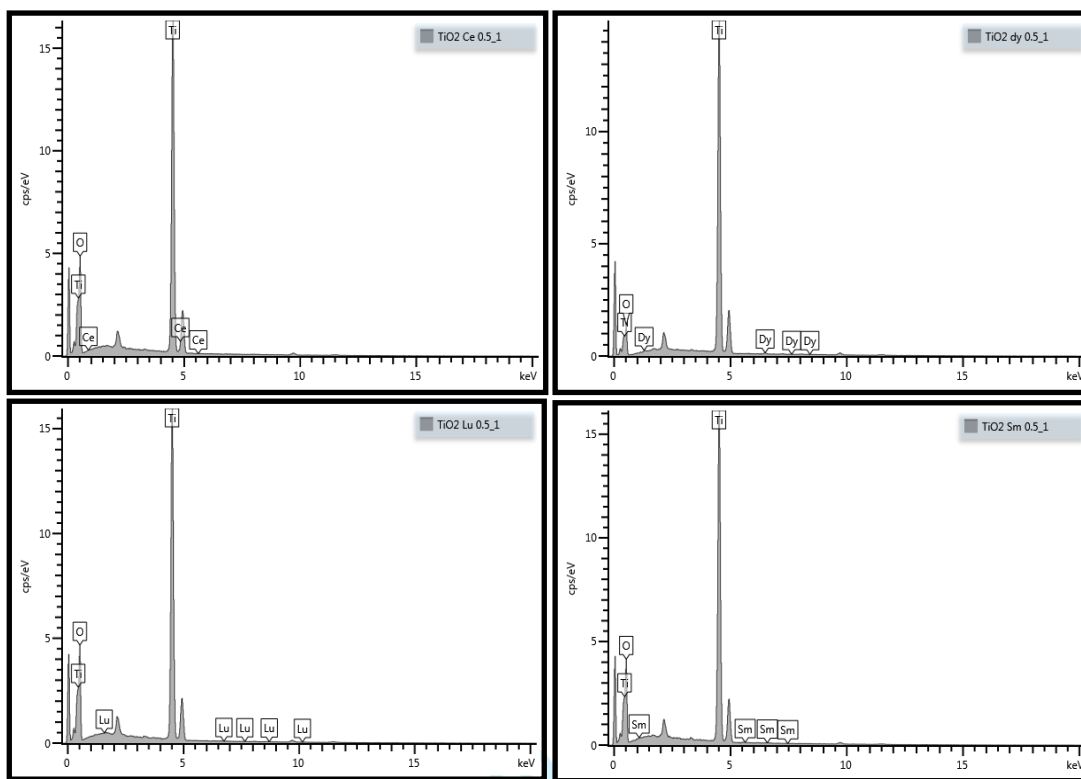 TiO2 Ce 0.5_1
Ti
15
10
cps/eV
5
O
Ti
Ce
Ce
Ce
0
0
5
10
15
keV
TiO2 dy 0.5_1
Ti
10
cps/eV
5
O
Dy
Dy
Dy
Dy
0
0
5
10
15
keV
TiO2 Lu 0.5_1
Ti
15
10
cps/eV
5
O
Ti
Lu
Lu
Lu
Lu
Lu
0
0
5
10
15
keV
TiO2 Sm 0.5_1
Ti
15
10
cps/eV
5
O
Ti
Sm
Sm
Sm
Sm
0
0
5
10
15
keV